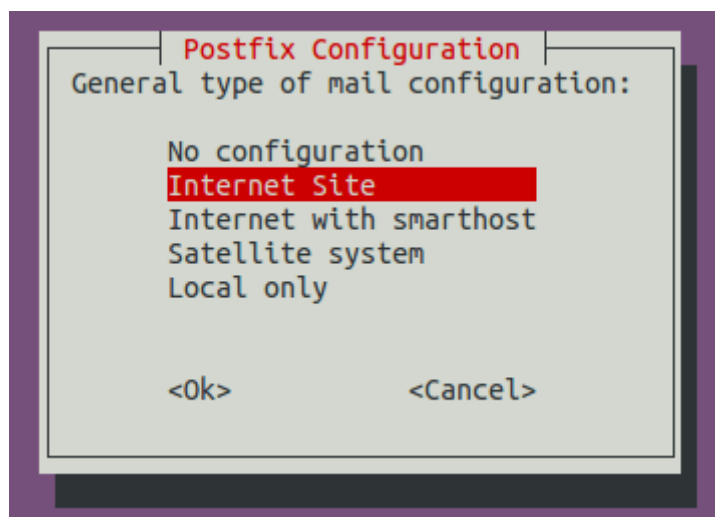 Postfix Configuration
General type of mail configuration:
No configuration
Internet Site
Internet with smarthost
Satellite system
Local only
<Ok> <Cancel>